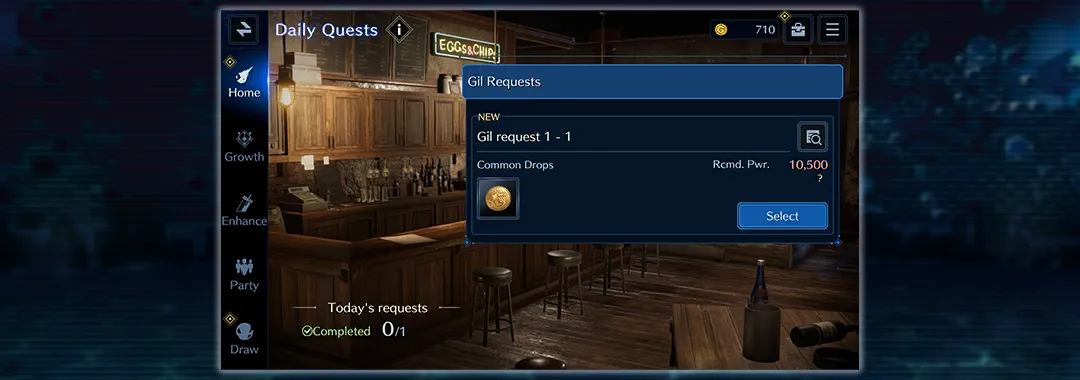 Daily Quests
710
EGGS&CHIPS
Home
Growth
Enhance
Party
Draw
Gil Requests
NEW
Gil request 1 - 1
Common Drops
Rcmd. Pwr. 10,500
?
Select
Today's requests
Completed 0/1